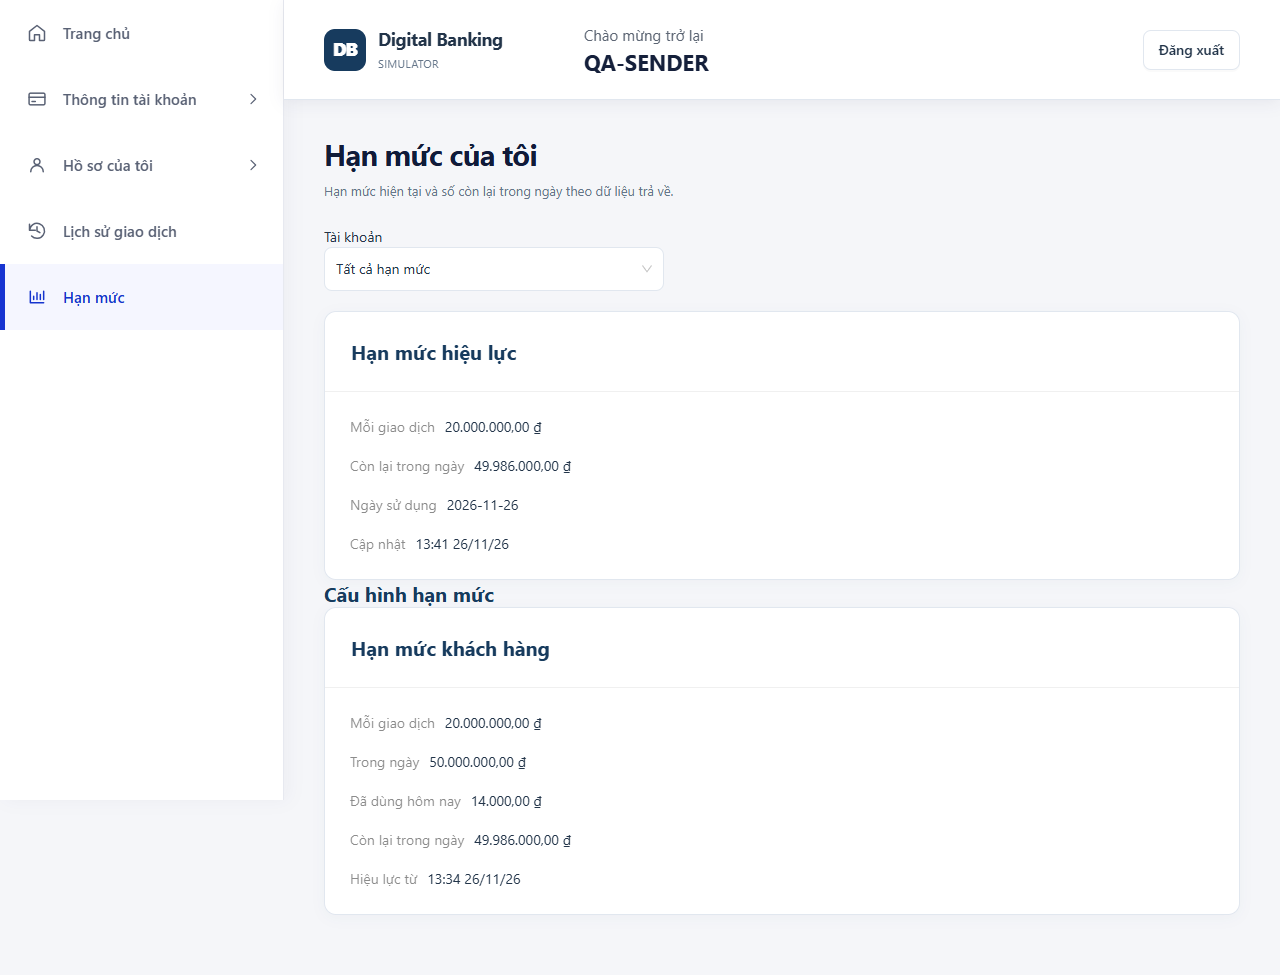 Trang chủ
Thông tin tài khoản
Hồ sơ của tôi
Lịch sử giao dịch
Hạn mức
DB
Digital Banking
SIMULATOR
Chào mừng trở lại
QA-SENDER
Đăng xuất
Hạn mức của tôi
Hạn mức hiện tại và số còn lại trong ngày theo dữ liệu trả về.
Tài khoản
Tất cả hạn mức
Hạn mức hiệu lực
Mỗi giao dịch 20.000.000,00 ₫
Còn lại trong ngày 49.986.000,00 ₫
Ngày sử dụng 2026-11-26
Cập nhật 13:41 26/11/26
Cấu hình hạn mức
Hạn mức khách hàng
Mỗi giao dịch 20.000.000,00 ₫
Trong ngày 50.000.000,00 ₫
Đã dùng hôm nay 14.000,00 ₫
Còn lại trong ngày 49.986.000,00 ₫
Hiệu lực từ 13:34 26/11/26